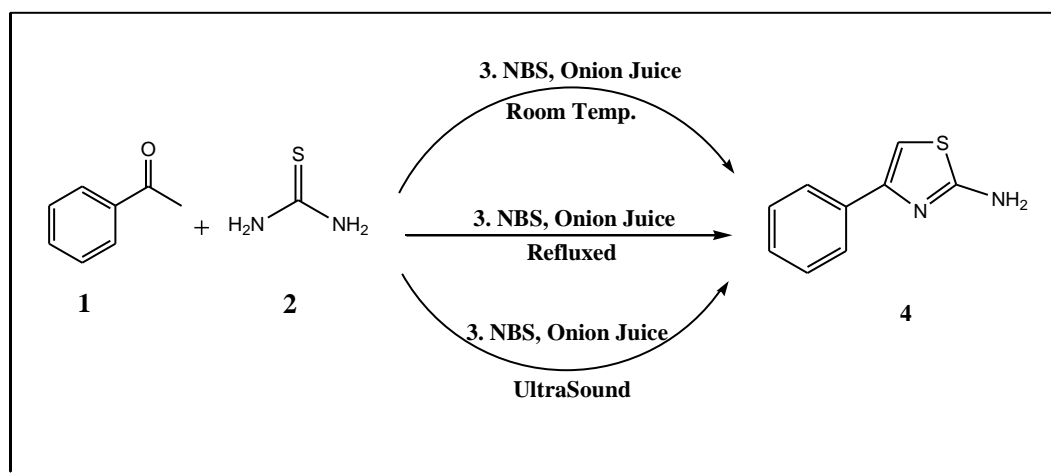 3. NBS, Onion Juice
Room Temp.
O
S
H₂N
NH₂
+
1
2
3. NBS, Onion Juice
Refluxed
3. NBS, Onion Juice
UltraSound
S
N
NH₂
4